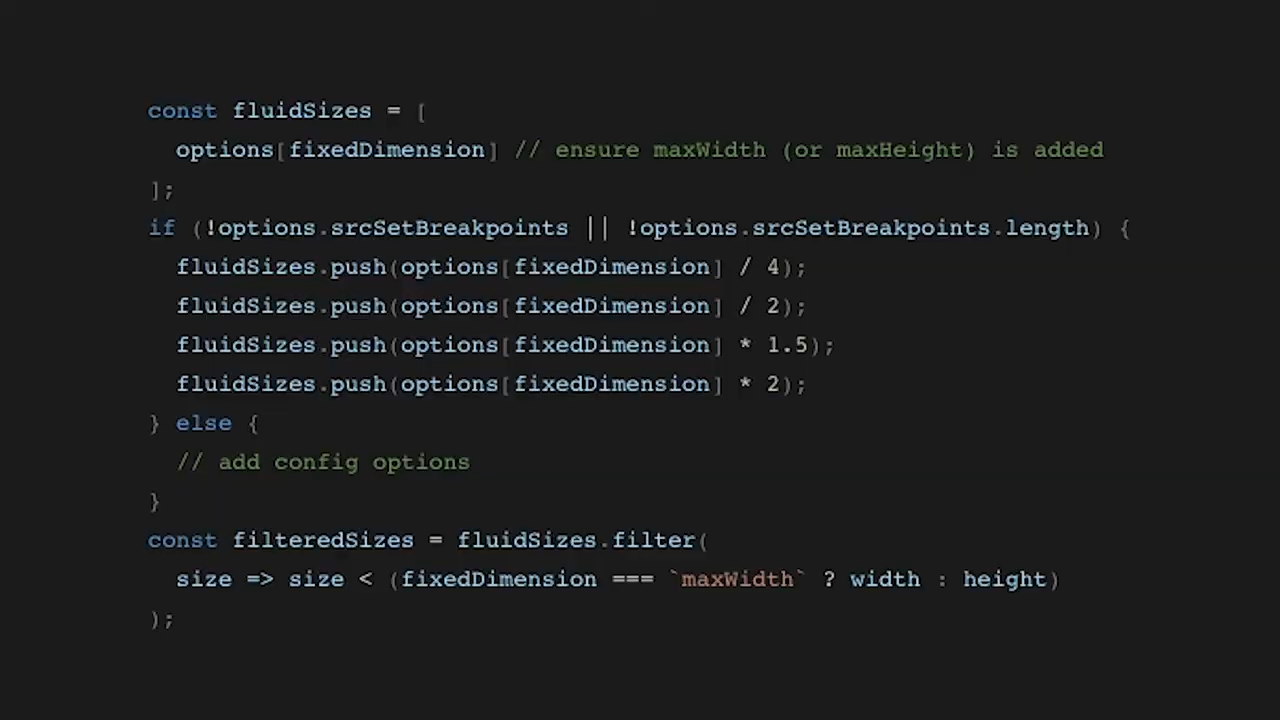 const fluidSizes = [
  options[fixedDimension] // ensure maxWidth (or maxHeight) is added
];
if (!options.srcSetBreakpoints || !options.srcSetBreakpoints.length) {
  fluidSizes.push(options[fixedDimension] / 4);
  fluidSizes.push(options[fixedDimension] / 2);
  fluidSizes.push(options[fixedDimension] * 1.5);
  fluidSizes.push(options[fixedDimension] * 2);
} else {
  // add config options
}
const filteredSizes = fluidSizes.filter(
  size => size < (fixedDimension === `maxWidth` ? width : height)
);